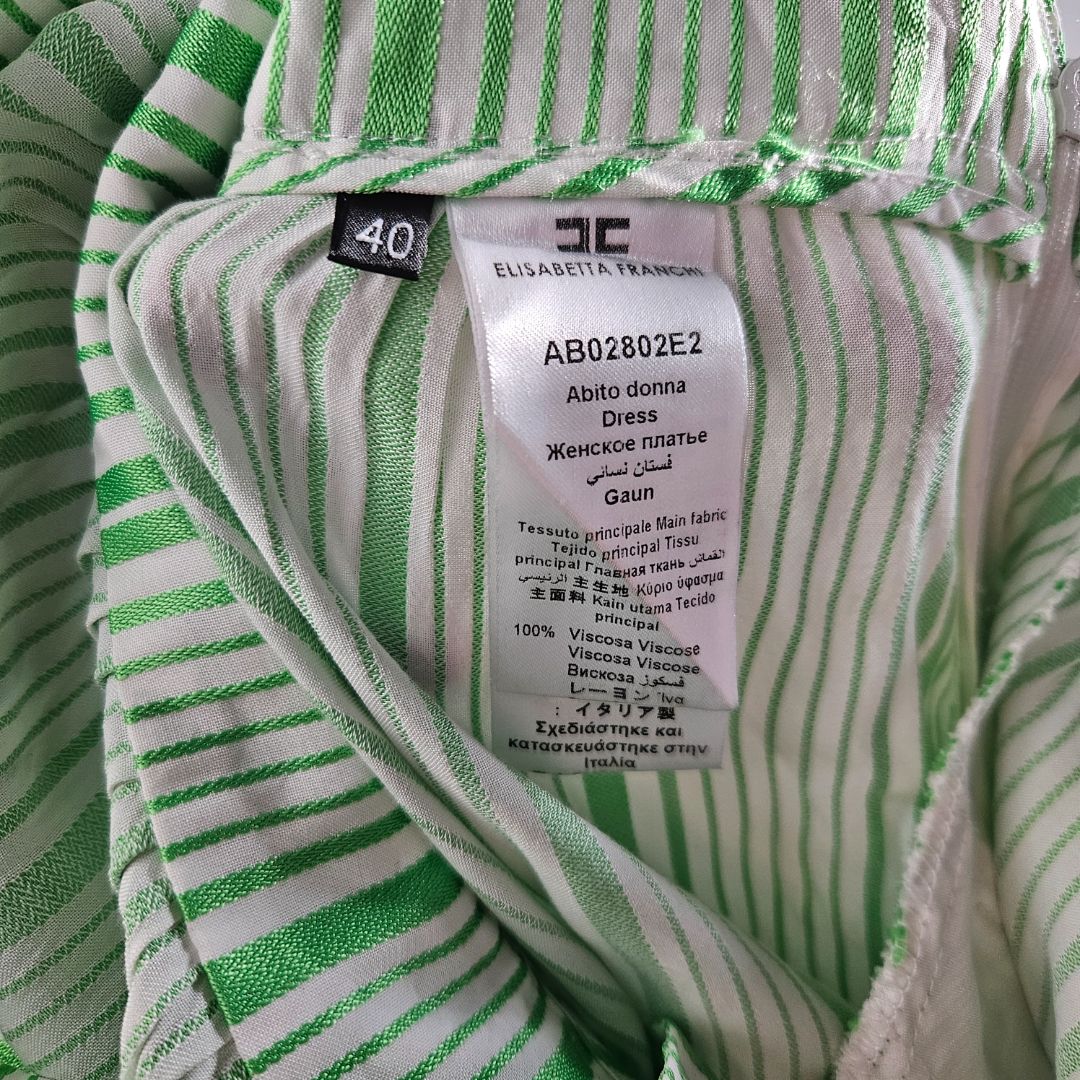 40
ELISABETTA FRANCHI
AB02802E2
Abito donna
Dress
Женское платье
فستان نسائي
Gaun
Tessuto principale Main fabric
Tejido principal Tissu
principal Главная ткань القماش
الرئيسي 主生地 Κύριο ύφασμα
主面料 Kain utama Tecido
principal
100% Viscosa Viscose
Viscosa Viscose
Вискоза فسكوز
レーヨン
: イタリア製
Σχεδιάστηκε και
κατασκευάστηκε στην
Ιταλία